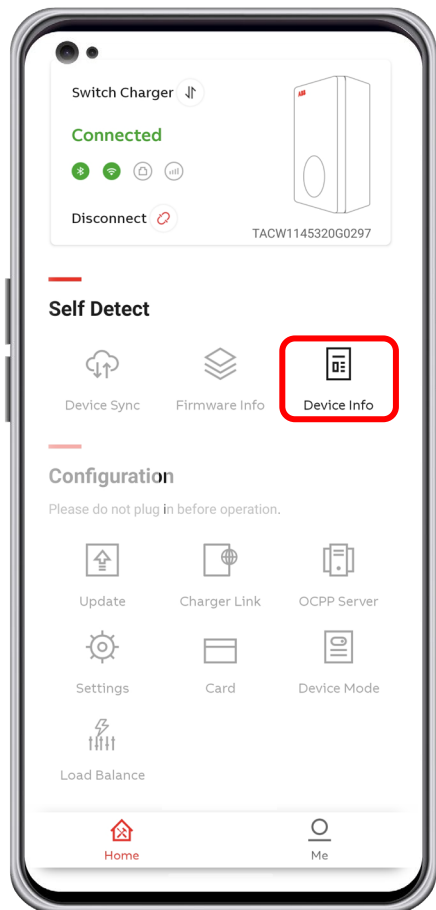 Switch Charger
Connected
Disconnect
ABB
TACW1145320G0297
Self Detect
Device Sync Firmware Info Device Info
Configuration
Please do not plug in before operation.
Update Charger Link OCPP Server
Settings Card Device Mode
Load Balance
Home Me